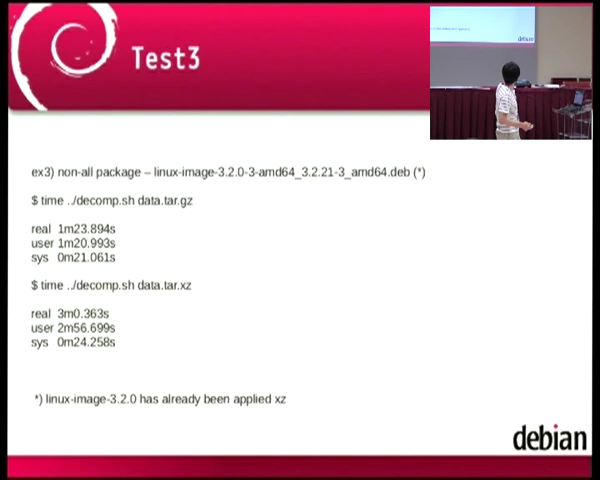 Test3
debian
ex3) non-all package – linux-image-3.2.0-3-amd64_3.2.21-3_amd64.deb (*)
$ time ../decomp.sh data.tar.gz
real 1m23.894s
user 1m20.993s
sys 0m21.061s
$ time ../decomp.sh data.tar.xz
real 3m0.363s
user 2m56.699s
sys 0m24.258s
*) linux-image-3.2.0 has already been applied xz
debian